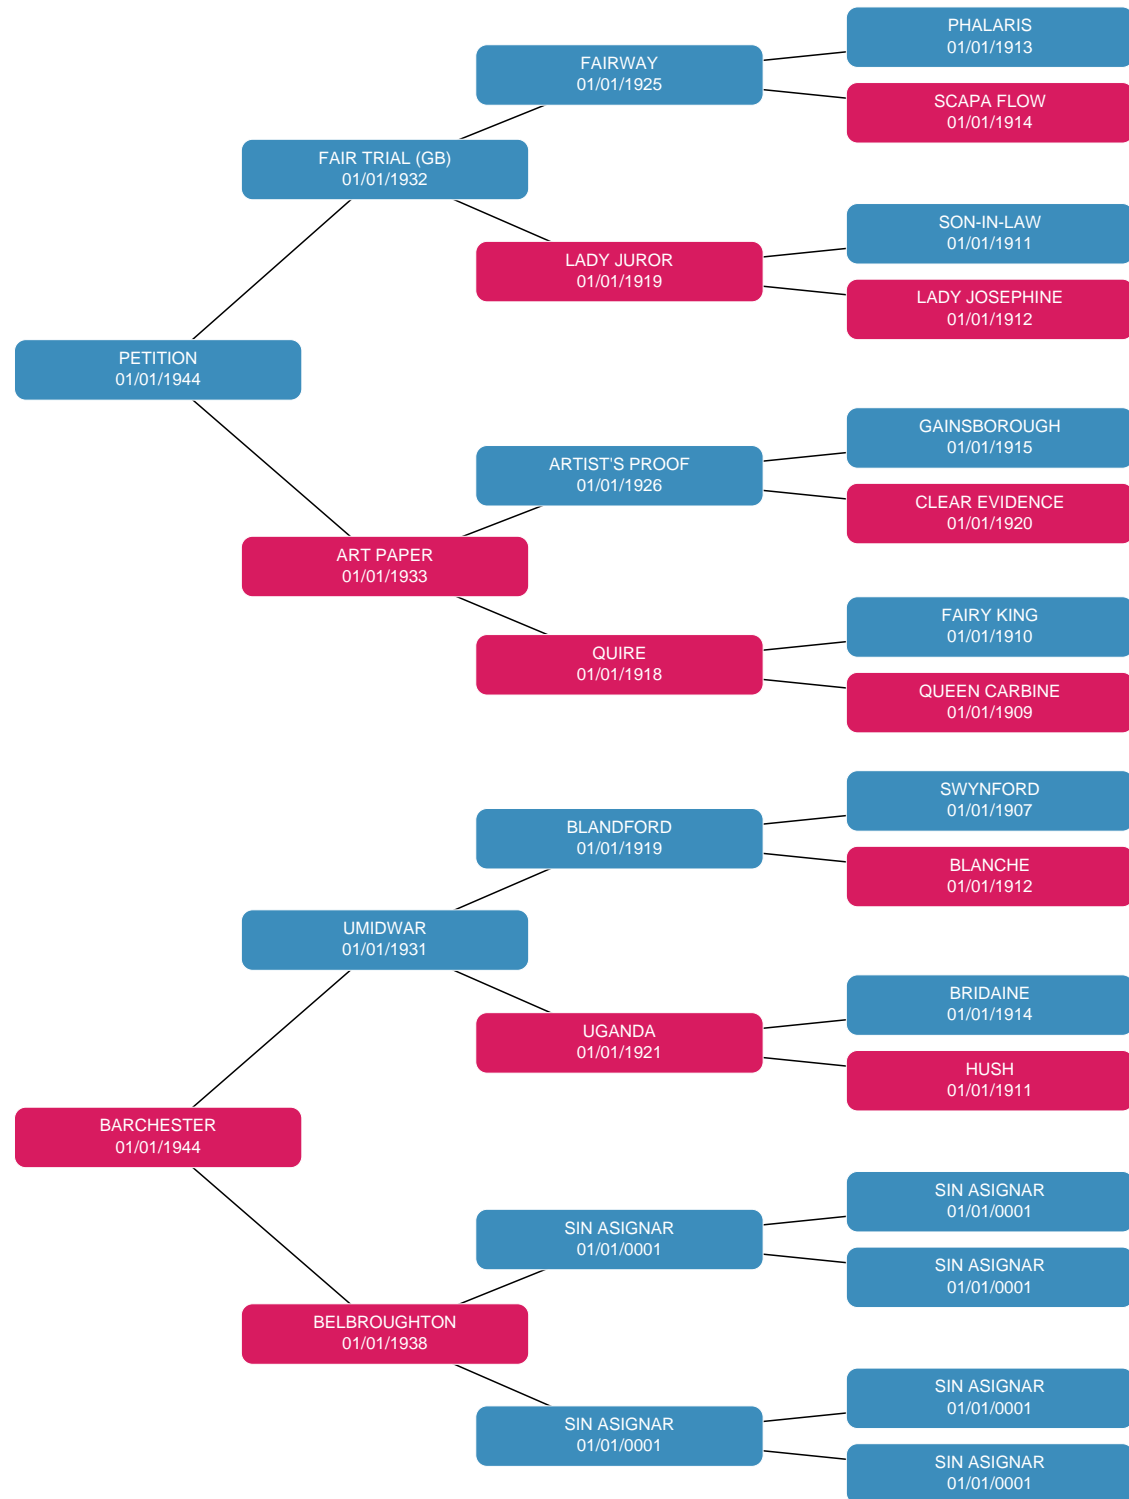 PHALARIS
01/01/1913
FAIRWAY
01/01/1925
SCAPA FLOW
01/01/1914
FAIR TRIAL (GB)
01/01/1932
SON-IN-LAW
01/01/1911
LADY JUROR
01/01/1919
LADY JOSEPHINE
01/01/1912
PETITION
01/01/1944
GAINSBOROUGH
01/01/1915
ARTIST'S PROOF
01/01/1926
CLEAR EVIDENCE
01/01/1920
ART PAPER
01/01/1933
FAIRY KING
01/01/1910
QUIRE
01/01/1918
QUEEN CARBINE
01/01/1909
SWYNFORD
01/01/1907
BLANDFORD
01/01/1919
BLANCHE
01/01/1912
UMIDWAR
01/01/1931
BRIDAINE
01/01/1914
UGANDA
01/01/1921
HUSH
01/01/1911
BARCHESTER
01/01/1944
SIN ASIGNAR
01/01/0001
SIN ASIGNAR
01/01/0001
SIN ASIGNAR
01/01/0001
BELBROUGHTON
01/01/1938
SIN ASIGNAR
01/01/0001
SIN ASIGNAR
01/01/0001
SIN ASIGNAR
01/01/0001